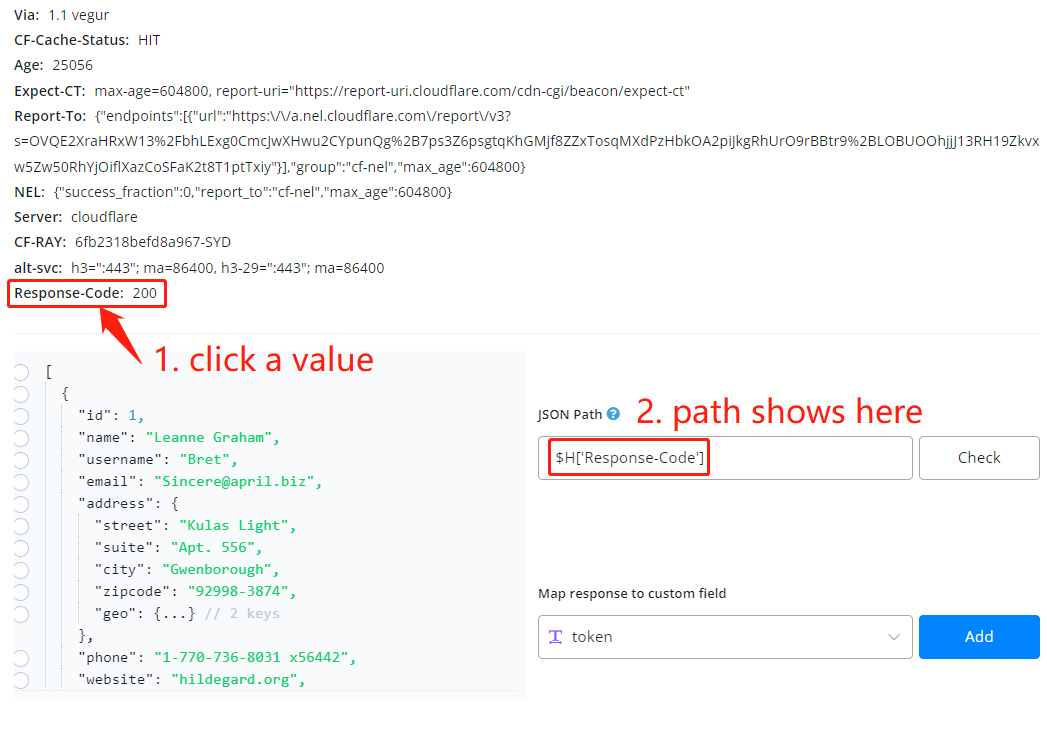 Via: 1.1 vegur
CF-Cache-Status: HIT
Age: 25056
Expect-CT: max-age=604800, report-uri="https://report-uri.cloudflare.com/cdn-cgi/beacon/expect-ct"
Report-To: {"endpoints":[{"url":"https:\/\/a.nel.cloudflare.com\/report\/v3?
s=OVQE2XraHRxW13%2FbhLExg0CmcJwXHwu2CYpunQg%2B7ps3Z6psgtqKhGMjf8ZZxTosqMXdPzHbkOA2piJkgRhUrO9rBBtr9%2BLOBUOOhjjJ13RH19Zkvx
w5Zw50RhYjOiflXazCoSFaK2t8T1ptTxiy"}],"group":"cf-nel","max_age":604800}
NEL: {"success_fraction":0,"report_to":"cf-nel","max_age":604800}
Server: cloudflare
CF-RAY: 6fb2318befd8a967-SYD
alt-svc: h3=":443"; ma=86400, h3-29=":443"; ma=86400
Response-Code: 200
1. click a value
[
{
"id": 1,
"name": "Leanne Graham",
"username": "Bret",
"email": "Sincere@april.biz",
"address": {
"street": "Kulas Light",
"suite": "Apt. 556",
"city": "Gwenborough",
"zipcode": "92998-3874",
"geo": {...} // 2 keys
},
"phone": "1-770-736-8031 x56442",
"website": "hildegard.org",
JSON Path ?
2. path shows here
$H['Response-Code']
Check
Map response to custom field
token
Add